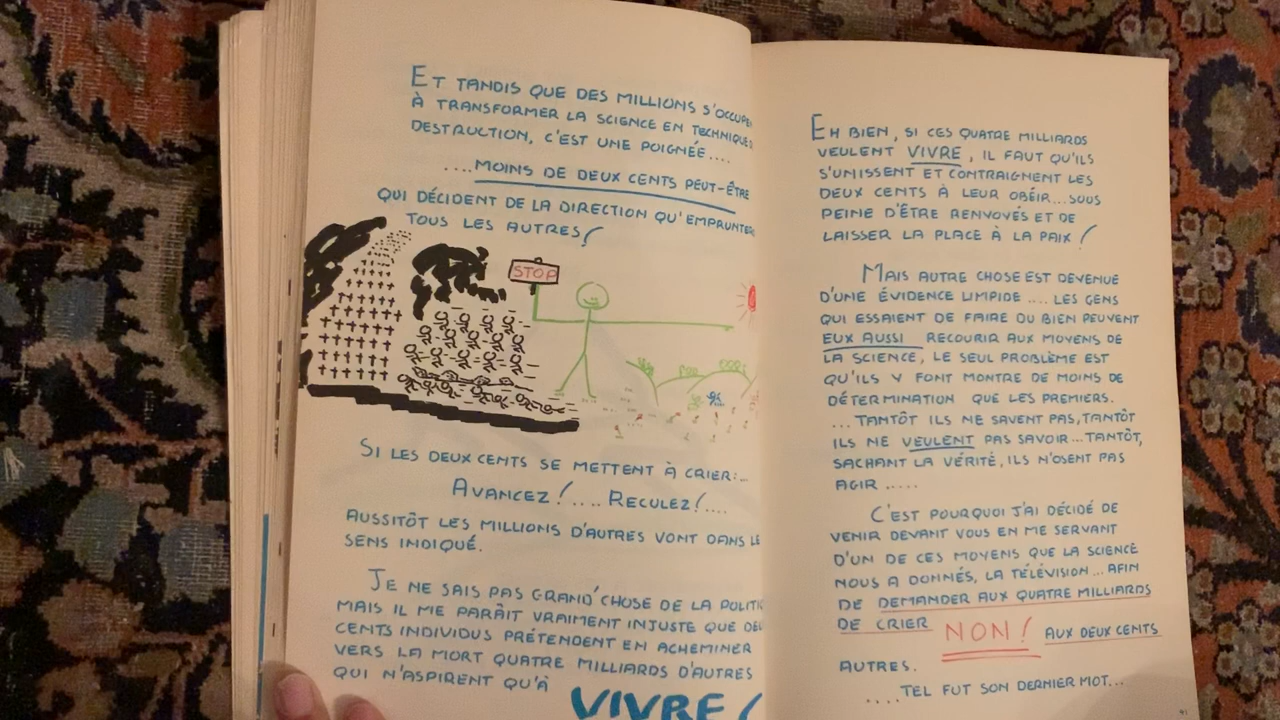 ET TANDIS QUE DES MILLIONS S'OCCUPE
À TRANSFORMER LA SCIENCE EN TECHNIQUE
DESTRUCTION, C'EST UNE POIGNÉE....
....MOINS DE DEUX CENTS PEUT-ÊTRE
QUI DÉCIDENT DE LA DIRECTION QU'EMPRUNTE
TOUS LES AUTRES!
STOP
SI LES DEUX CENTS SE METTENT À CRIER:-
AVANCEZ!.... RECULEZ!....
AUSSITÔT LES MILLIONS D'AUTRES VONT DANS LE
SENS INDIQUÉ.
JE NE SAIS PAS GRAND'CHOSE DE LA POLITI
MAIS IL ME PARÂIT VRAIMENT INJUSTE QUE DEU
CENTS INDIVIDUS PRÉTENDENT EN ACHEMINER
VERS LA MORT QUATRE MILLIARDS D'AUTRES
QUI N'ASPIRENT QU'À VIVRE!
EH BIEN, SI CES QUATRE MILLIARDS
VEULENT VIVRE, IL FAUT QU'ILS
S'UNISSENT ET CONTRAIGNENT LES
DEUX CENTS À LEUR OBÉIR...SOUS
PEINE D'ÊTRE RENVOYÉS ET DE
LAISSER LA PLACE À LA PAIX!
MAIS AUTRE CHOSE EST DEVENUE
D'UNE ÉVIDENCE LIMPIDE .... LES GENS
QUI ESSAIENT DE FAIRE DU BIEN PEUVENT
EUX AUSSI RECOURIR AUX MOYENS DE
LA SCIENCE, LE SEUL PROBLÈME EST
QU'ILS Y FONT MONTRE DE MOINS DE
DÉTERMINATION QUE LES PREMIERS.
... TANTÔT ILS NE SAVENT PAS, TANTÔT
ILS NE VEULENT PAS SAVOIR...TANTÔT,
SACHANT LA VÉRITÉ, ILS N'OSENT PAS
AGIR .....
C'EST POURQUOI J'AI DÉCIDÉ DE
VENIR DEVANT VOUS EN ME SERVANT
D'UN DE CES MOYENS QUE LA SCIENCE
NOUS A DONNÉS, LA TÉLÉVISION... AFIN
DE DEMANDER AUX QUATRE MILLIARDS
DE CRIER NON! AUX DEUX CENTS
AUTRES.
....TEL FUT SON DERNIER MOT...